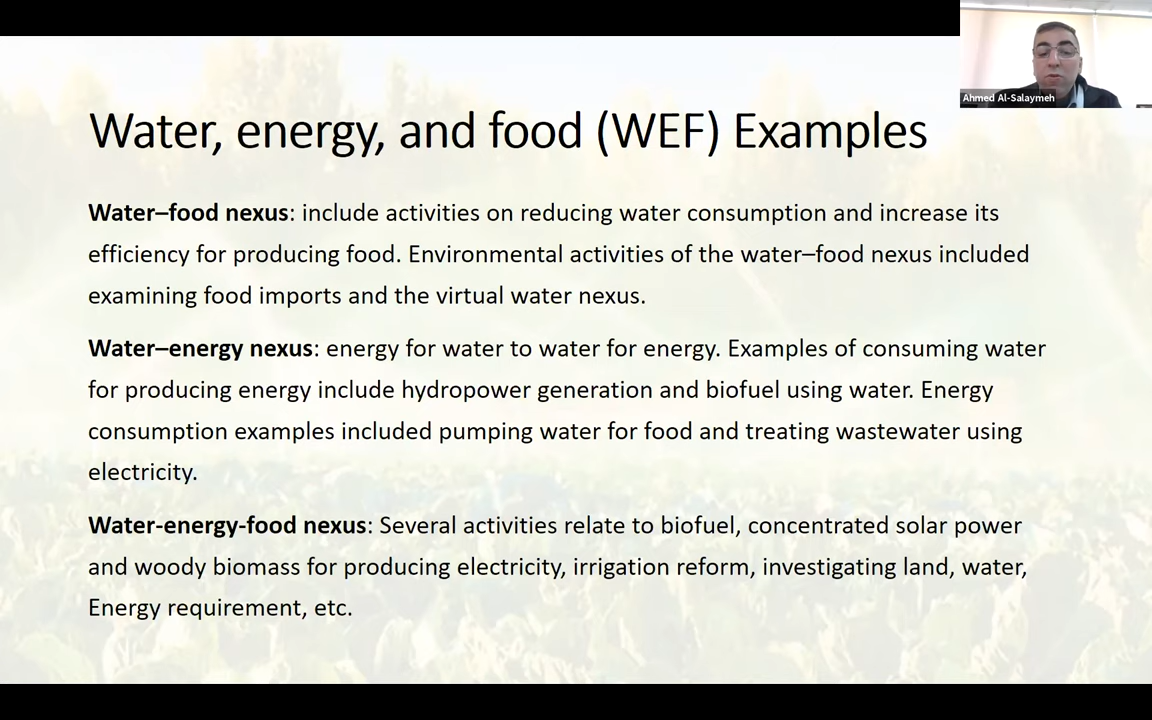 Ahmed Al-Salaymeh
Water, energy, and food (WEF) Examples
Water–food nexus: include activities on reducing water consumption and increase its
efficiency for producing food. Environmental activities of the water–food nexus included
examining food imports and the virtual water nexus.
Water–energy nexus: energy for water to water for energy. Examples of consuming water
for producing energy include hydropower generation and biofuel using water. Energy
consumption examples included pumping water for food and treating wastewater using
electricity.
Water-energy-food nexus: Several activities relate to biofuel, concentrated solar power
and woody biomass for producing electricity, irrigation reform, investigating land, water,
Energy requirement, etc.